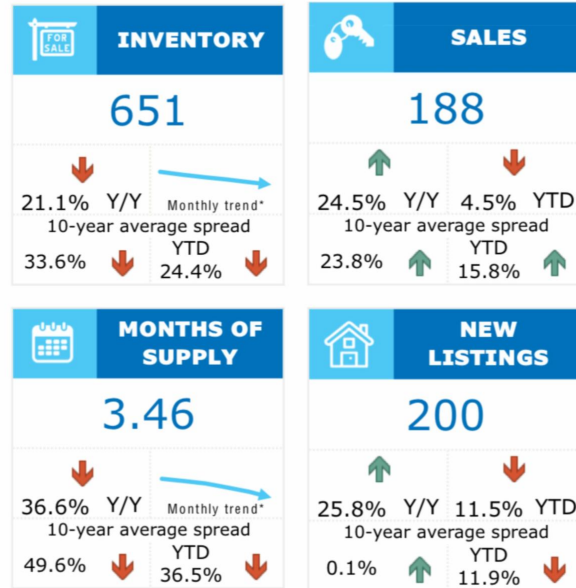 FOR
SALE
INVENTORY
651
21.1% Y/Y
Monthly trend*
10-year average spread
33.6%
YTD
24.4%
SALES
188
24.5% Y/Y
4.5% YTD
10-year average spread
23.8%
YTD
15.8%
MONTHS OF
SUPPLY
3.46
36.6% Y/Y
Monthly trend*
10-year average spread
49.6%
YTD
36.5%
NEW
LISTINGS
200
25.8% Y/Y
11.5% YTD
10-year average spread
0.1%
YTD
11.9%